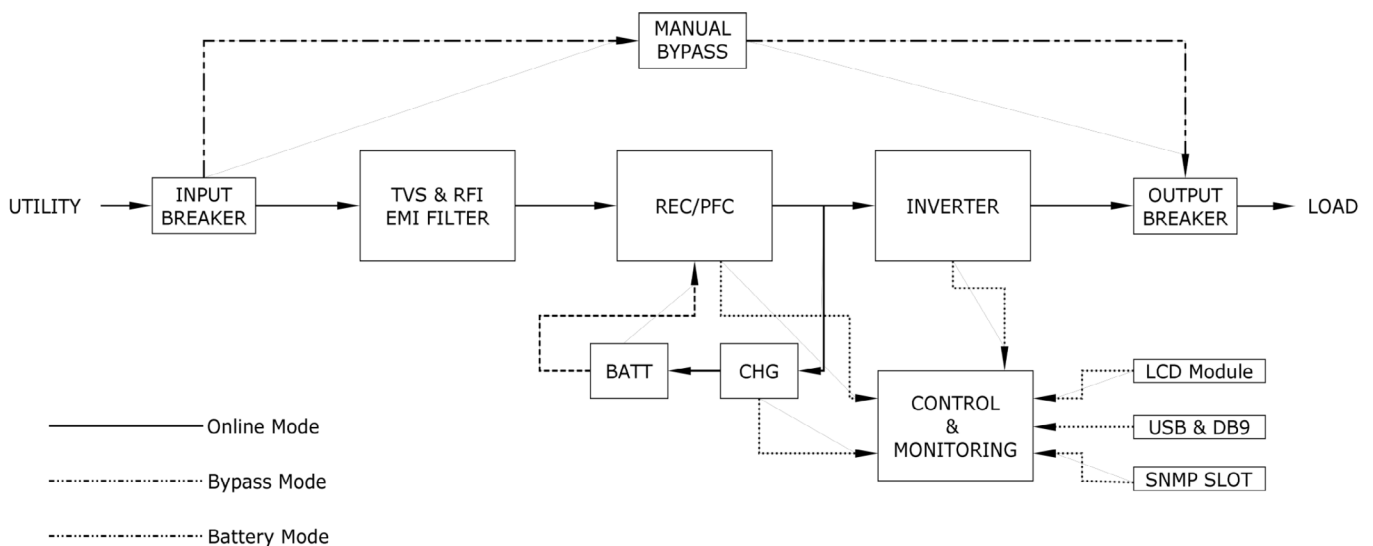 MANUAL
BYPASS
UTILITY
INPUT
BREAKER
TVS & RFI
EMI FILTER
REC/PFC
INVERTER
OUTPUT
BREAKER
LOAD
BATT
CHG
CONTROL
&
MONITORING
LCD Module
USB & DB9
SNMP SLOT
Online Mode
Bypass Mode
Battery Mode